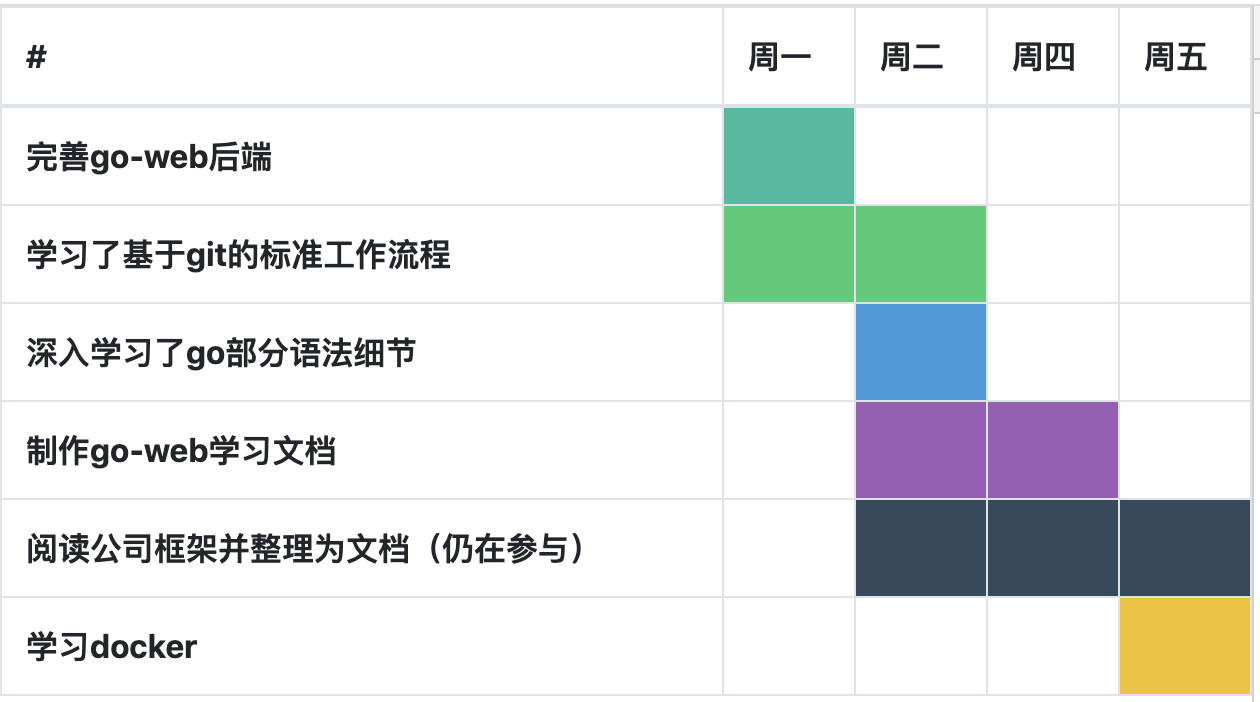 # 周一 周二 周四 周五
完善go-web后端
学习了基于git的标准工作流程
深入学习了go部分语法细节
制作go-web学习文档
阅读公司框架并整理为文档（仍在参与）
学习docker